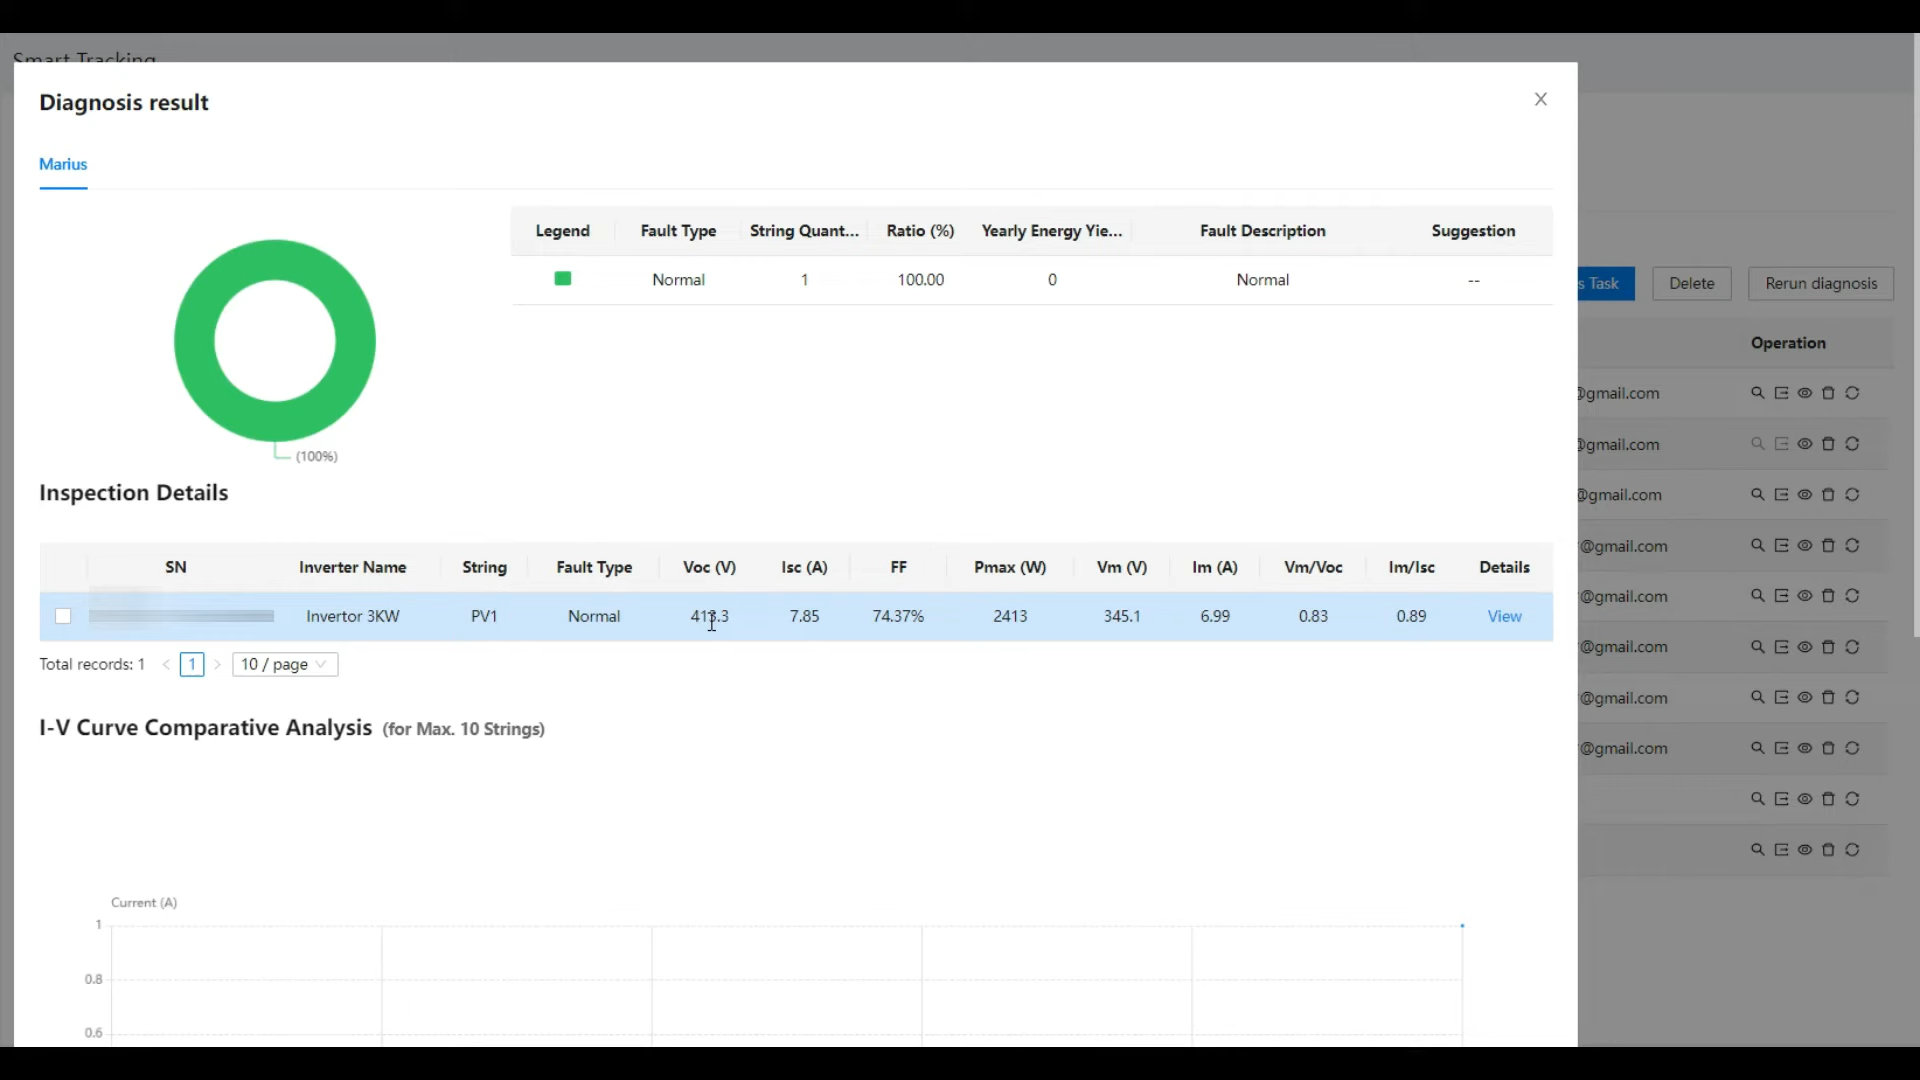 Smart Tracking
Diagnosis result
Marius
Legend Fault Type String Quant... Ratio (%) Yearly Energy Yie... Fault Description Suggestion
Normal 1 100.00 0 Normal --
(100%)
s Task Delete Rerun diagnosis
Operation
@gmail.com
@gmail.com
@gmail.com
@gmail.com
@gmail.com
@gmail.com
@gmail.com
@gmail.com
Inspection Details
SN Inverter Name String Fault Type Voc (V) Isc (A) FF Pmax (W) Vm (V) Im (A) Vm/Voc Im/Isc Details
Invertor 3KW PV1 Normal 413.3 7.85 74.37% 2413 345.1 6.99 0.83 0.89 View
Total records: 1 < 1 > 10 / page
I-V Curve Comparative Analysis (for Max. 10 Strings)
Current (A)
1
0.8
0.6